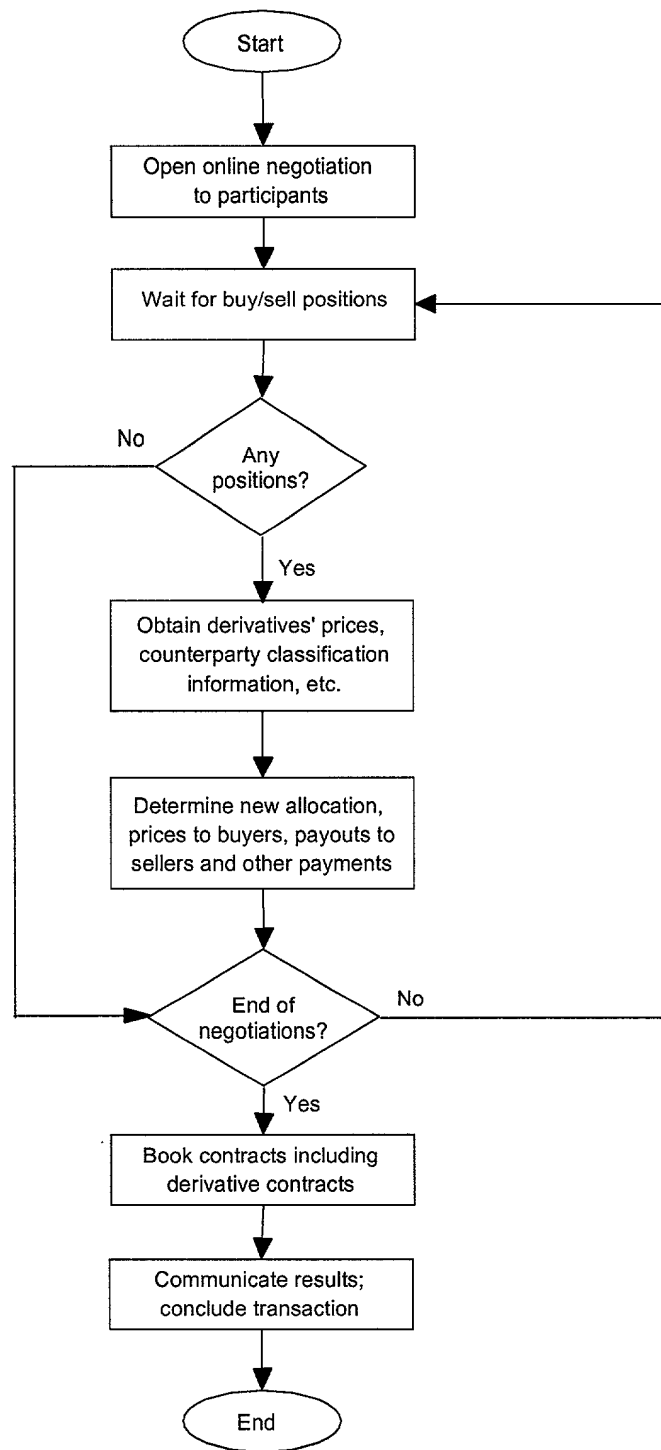 Start
Open online negotiation
to participants
Wait for buy/sell positions
No
Any
positions?
Yes
Obtain derivatives' prices,
counterparty classification
information, etc.
Determine new allocation,
prices to buyers, payouts to
sellers and other payments
End of
negotiations?
No
Yes
Book contracts including
derivative contracts
Communicate results;
conclude transaction
End